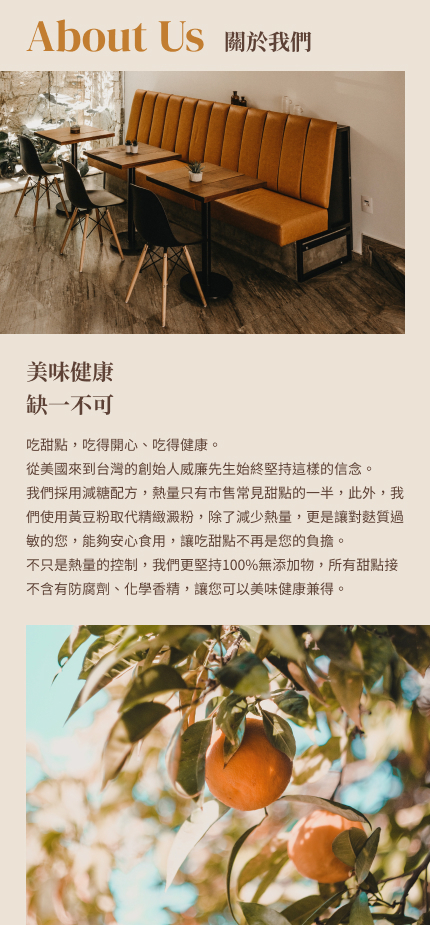 About Us 關於我們
美味健康
缺一不可
吃甜點，吃得開心、吃得健康。
從美國來到台灣的創始人威廉先生始終堅持這樣的信念。
我們採用減糖配方，熱量只有市售常見甜點的一半，此外，我
們使用黃豆粉取代精緻澱粉，除了減少熱量，更是讓對麩質過
敏的您，能夠安心食用，讓吃甜點不再是您的負擔。
不只是熱量的控制，我們更堅持100%無添加物，所有甜點接
不含有防腐劑、化學香精，讓您可以美味健康兼得。